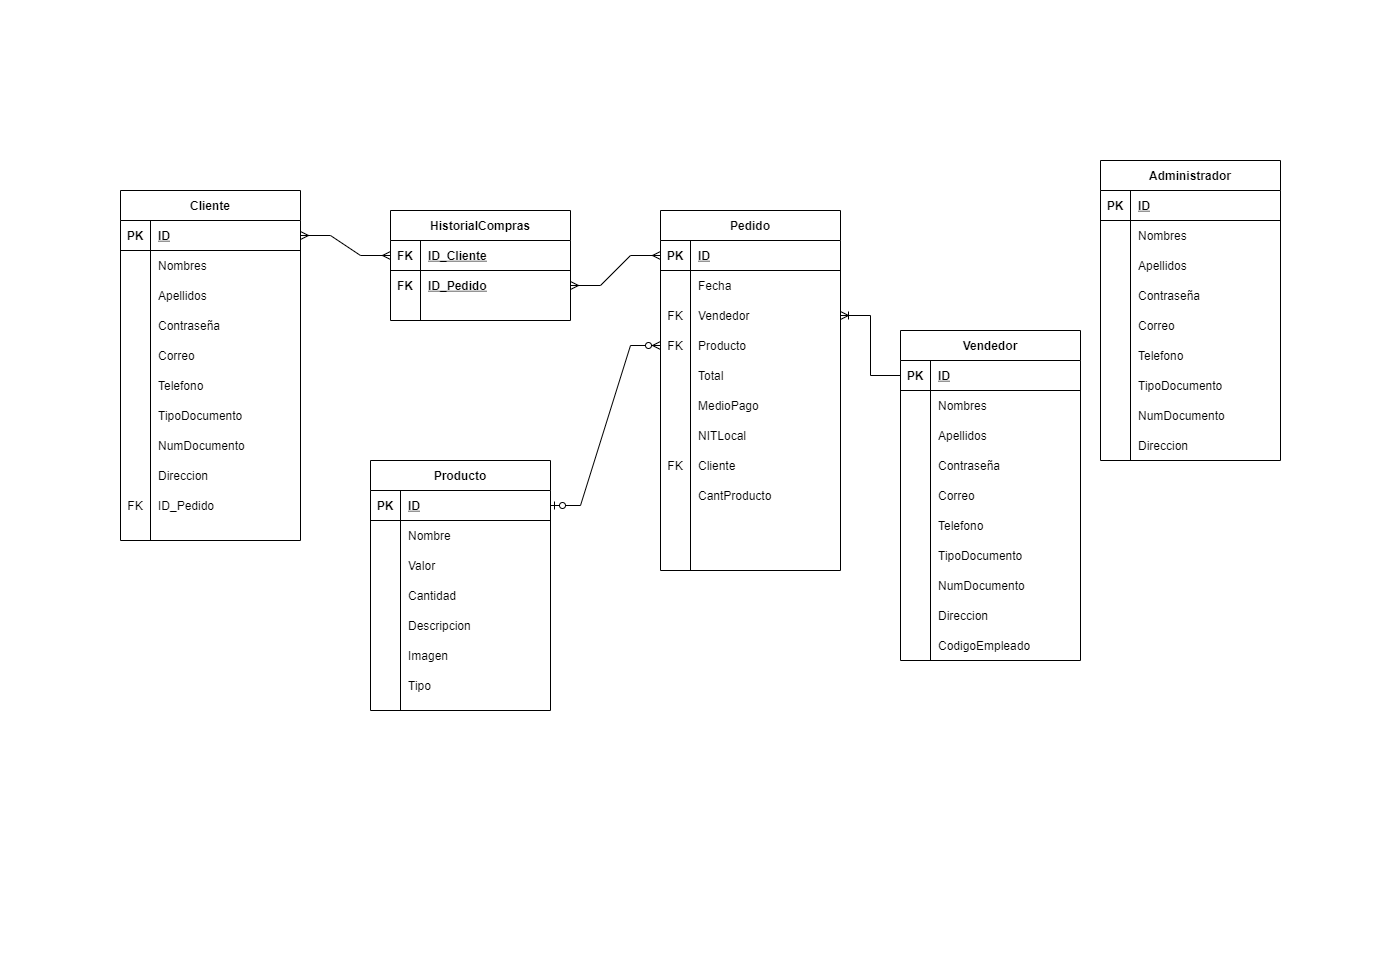 Cliente
PK ID
Nombres
Apellidos
Contraseña
Correo
Telefono
TipoDocumento
NumDocumento
Direccion
FK ID_Pedido
HistorialCompras
FK ID_Cliente
FK ID_Pedido
Producto
PK ID
Nombre
Valor
Cantidad
Descripcion
Imagen
Tipo
Pedido
PK ID
Fecha
FK Vendedor
FK Producto
Total
MedioPago
NITLocal
FK Cliente
CantProducto
Vendedor
PK ID
Nombres
Apellidos
Contraseña
Correo
Telefono
TipoDocumento
NumDocumento
Direccion
CodigoEmpleado
Administrador
PK ID
Nombres
Apellidos
Contraseña
Correo
Telefono
TipoDocumento
NumDocumento
Direccion